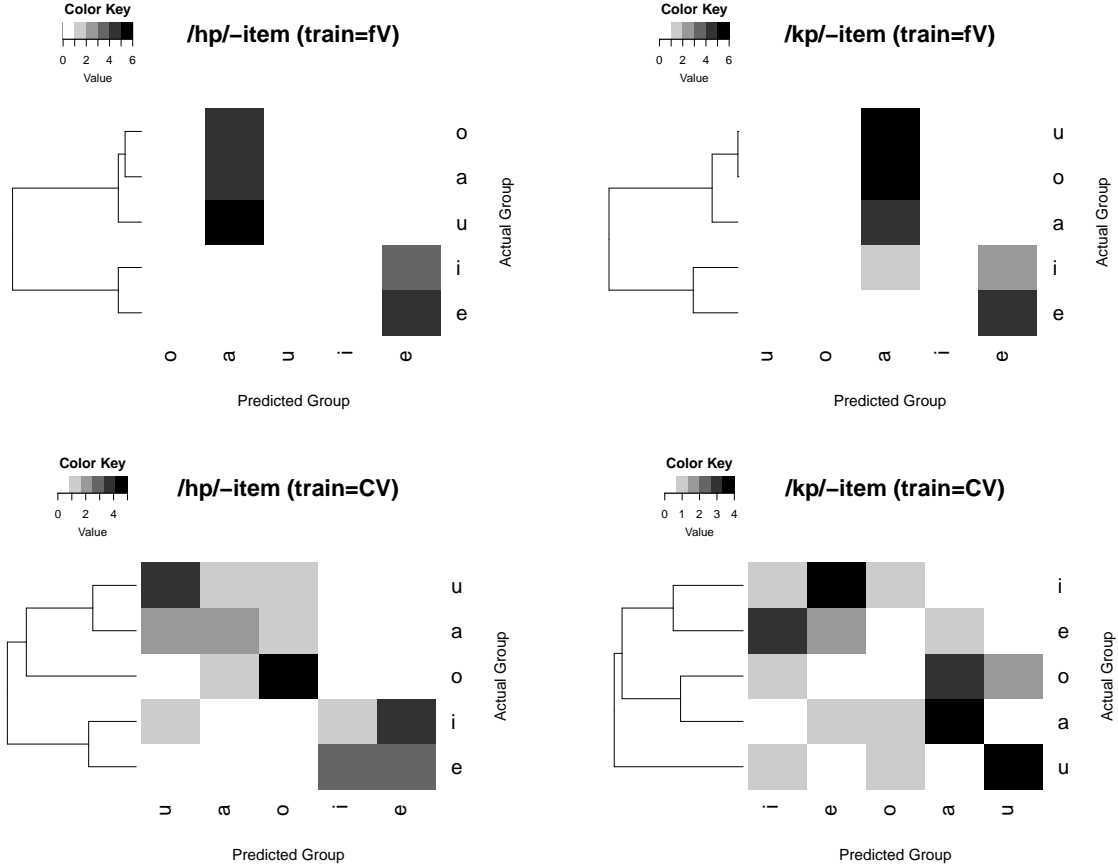 Color Key
0 2 4 6
Value
/hp/−item (train=fV)
o
a
u
i
e
Actual Group
o a u i e
Predicted Group
Color Key
0 2 4 6
Value
/kp/−item (train=fV)
u
o
a
i
e
Actual Group
u o a i e
Predicted Group
Color Key
0 2 4
Value
/hp/−item (train=CV)
u
a
o
i
e
Actual Group
u a o i e
Predicted Group
Color Key
0 1 2 3 4
Value
/kp/−item (train=CV)
i
e
o
a
u
Actual Group
i e o a u
Predicted Group